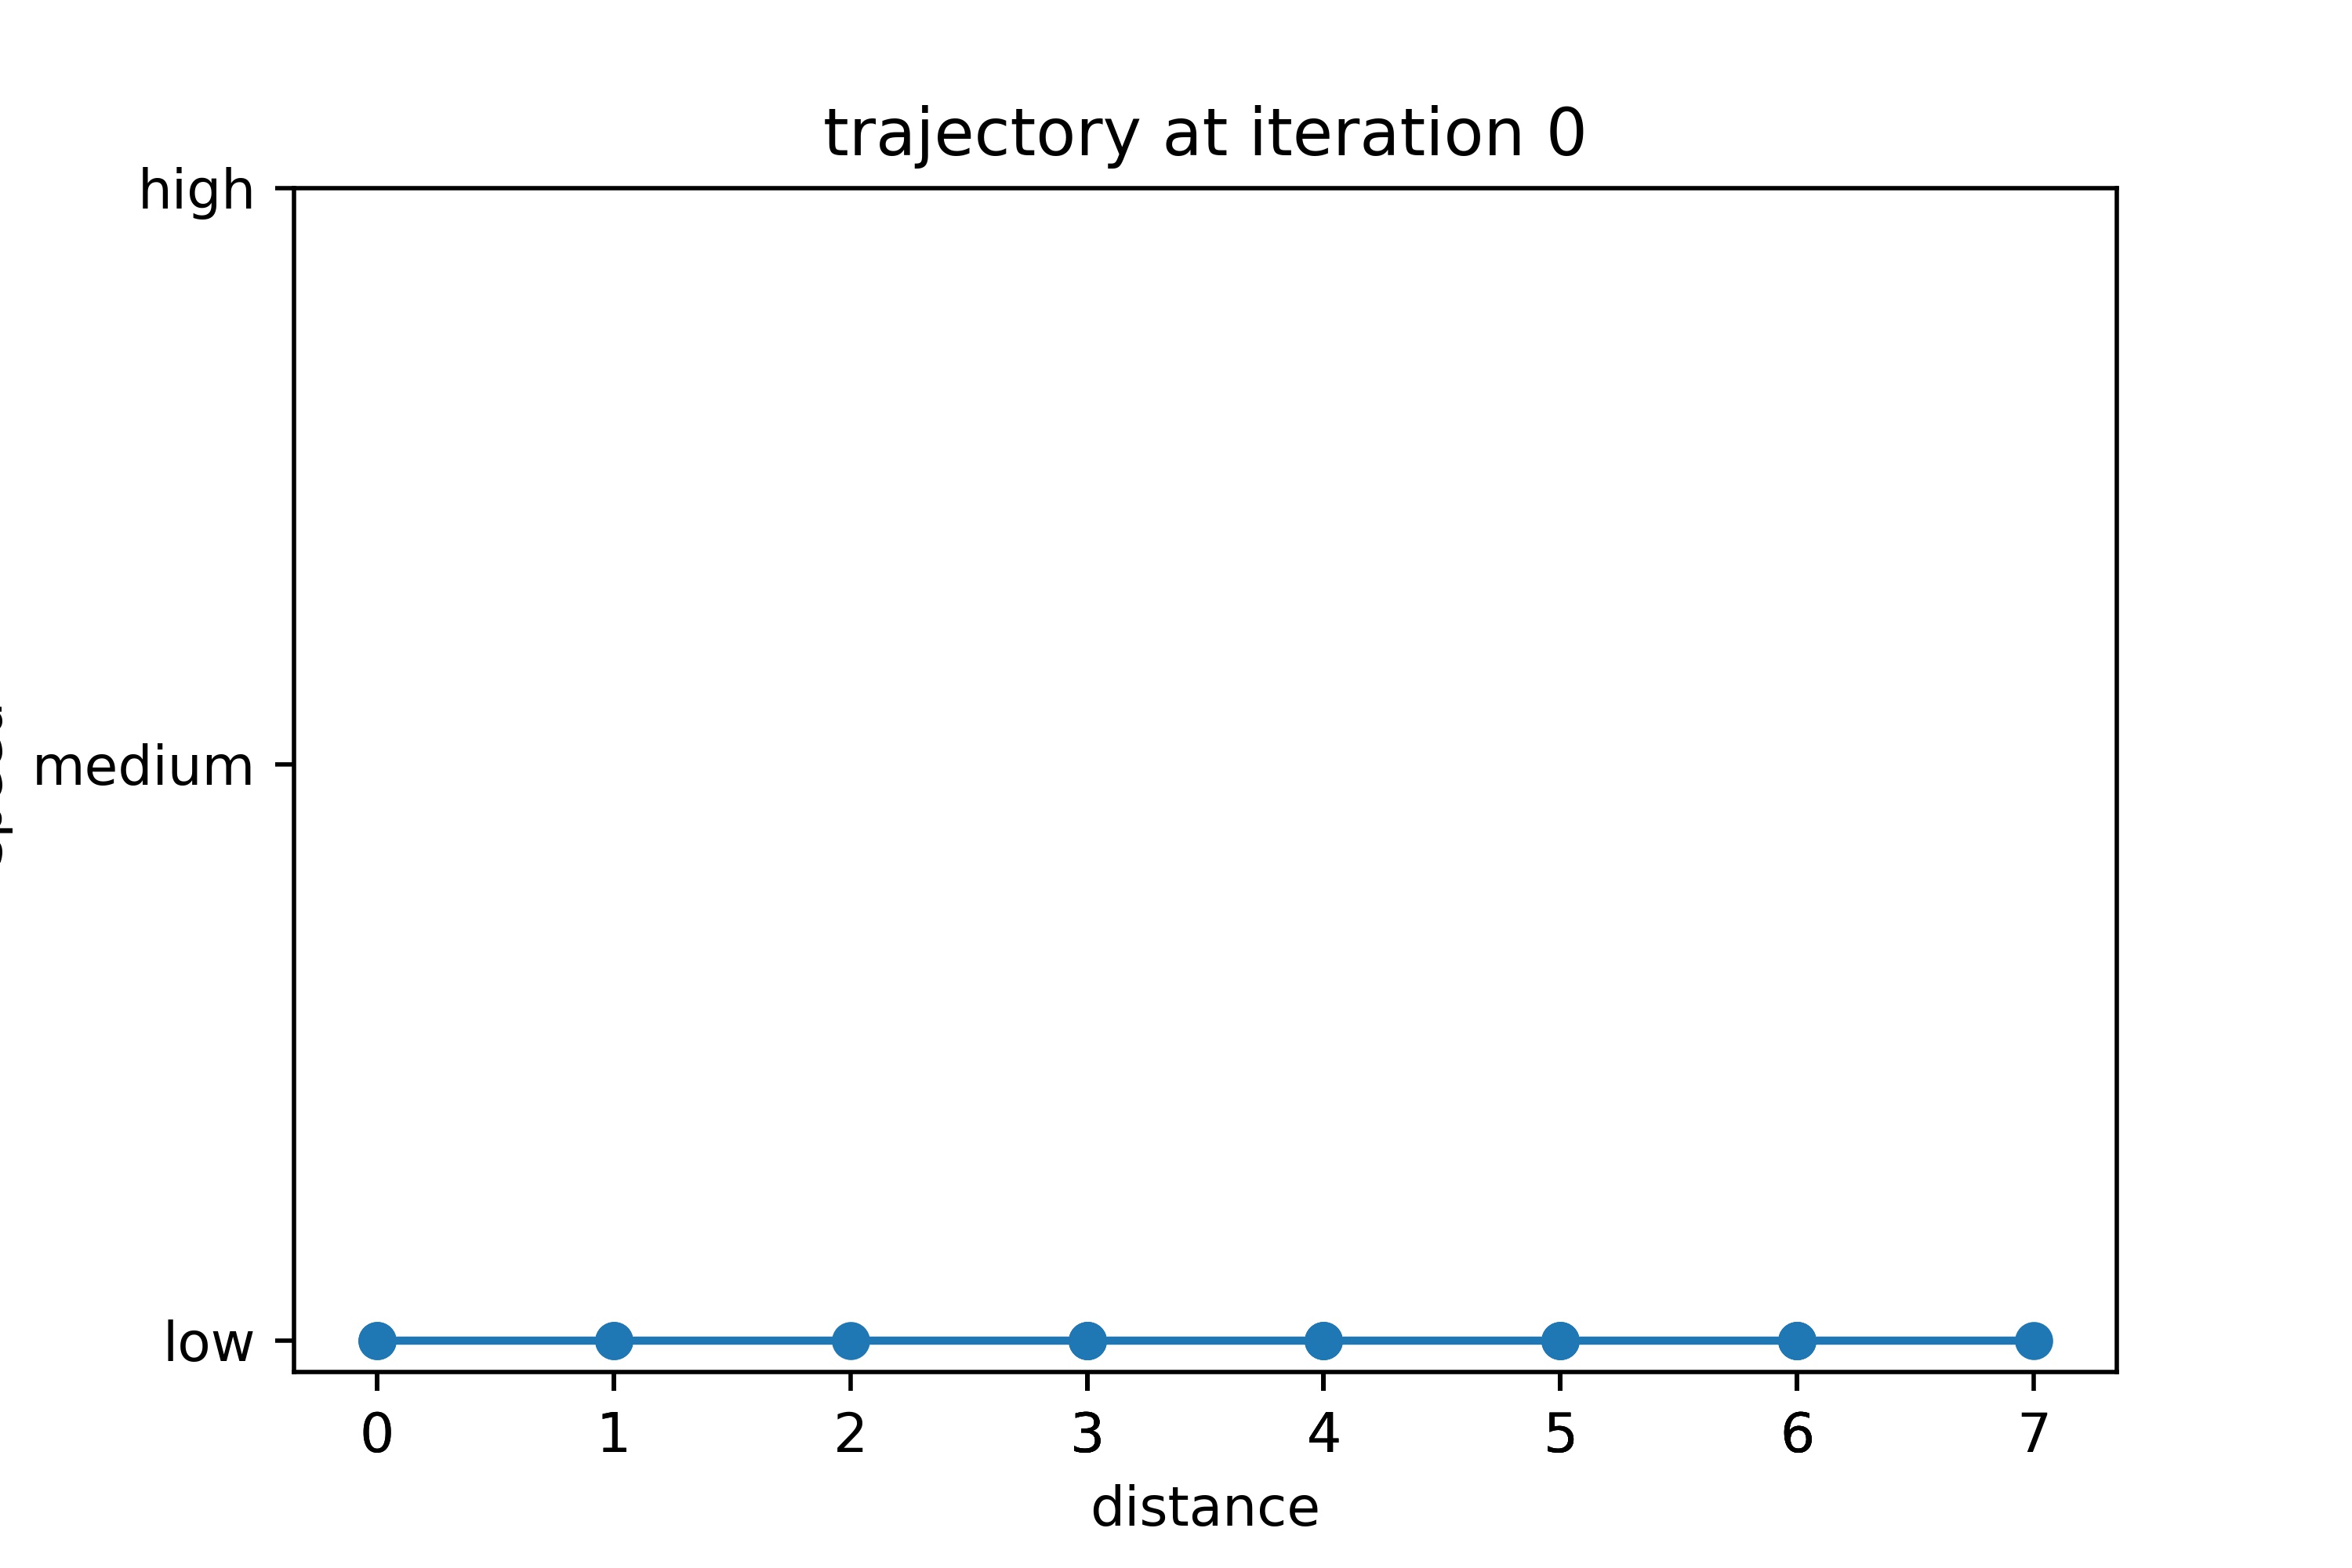 trajectory at iteration 0
high
medium
low
0 1 2 3 4 5 6 7
distance